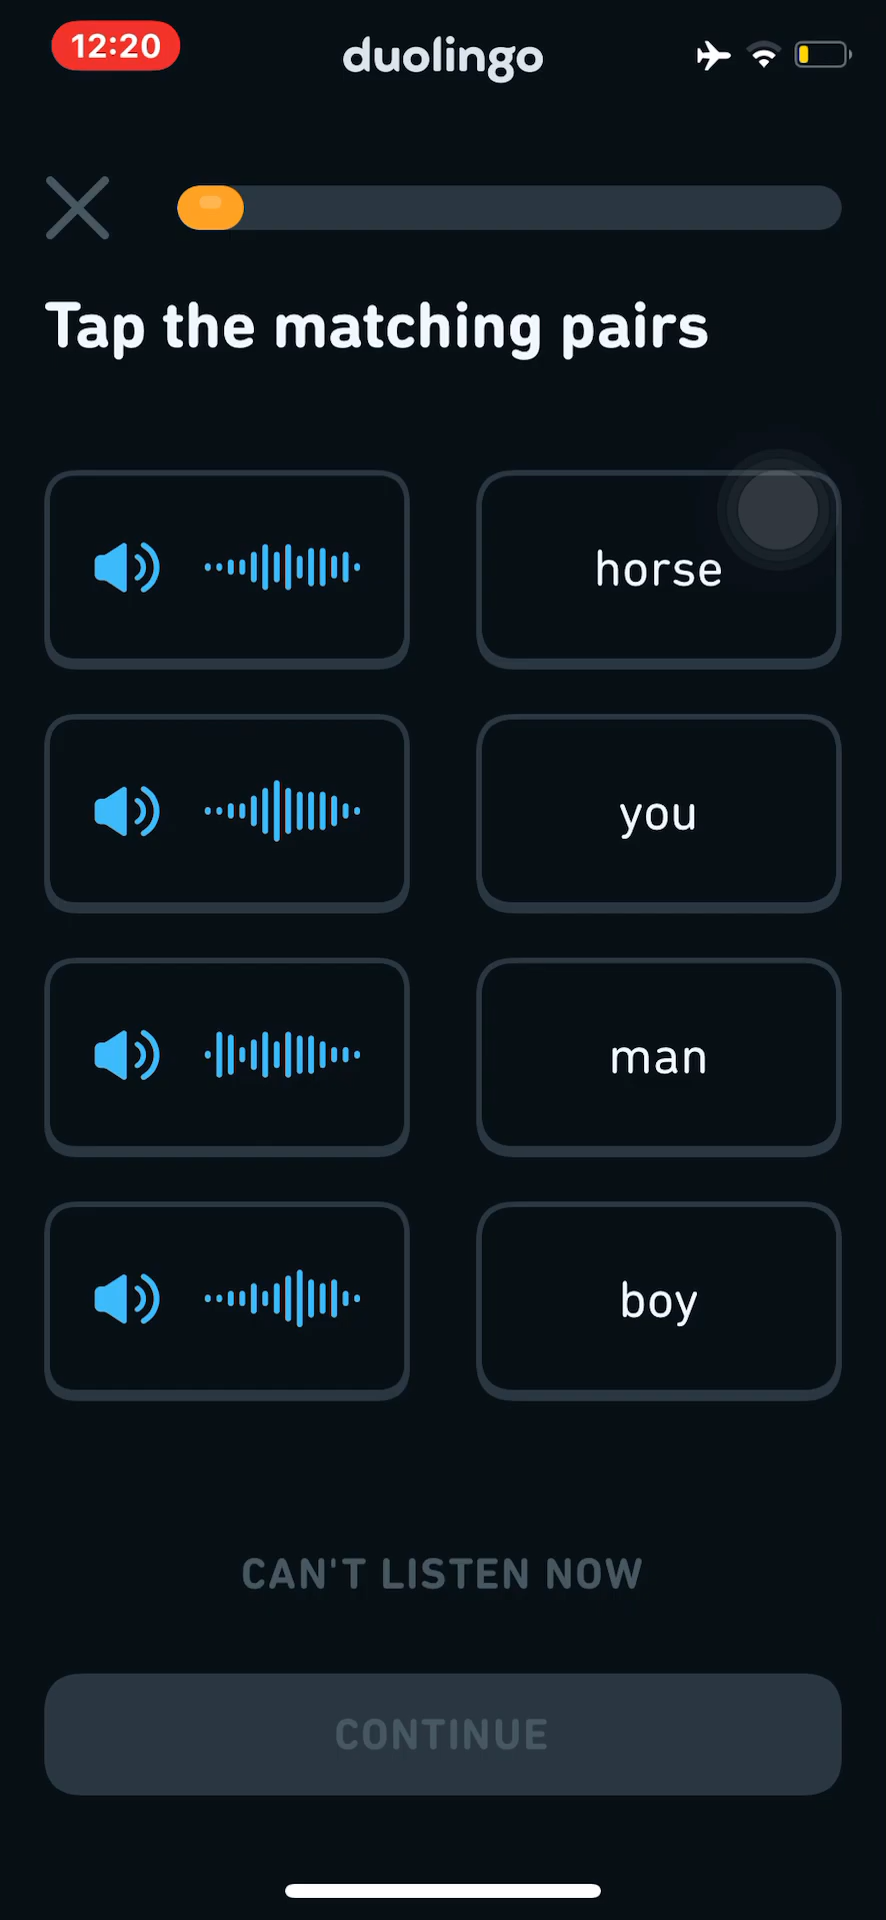 12:20
duolingo
Tap the matching pairs
horse
you
man
boy
CAN'T LISTEN NOW
CONTINUE